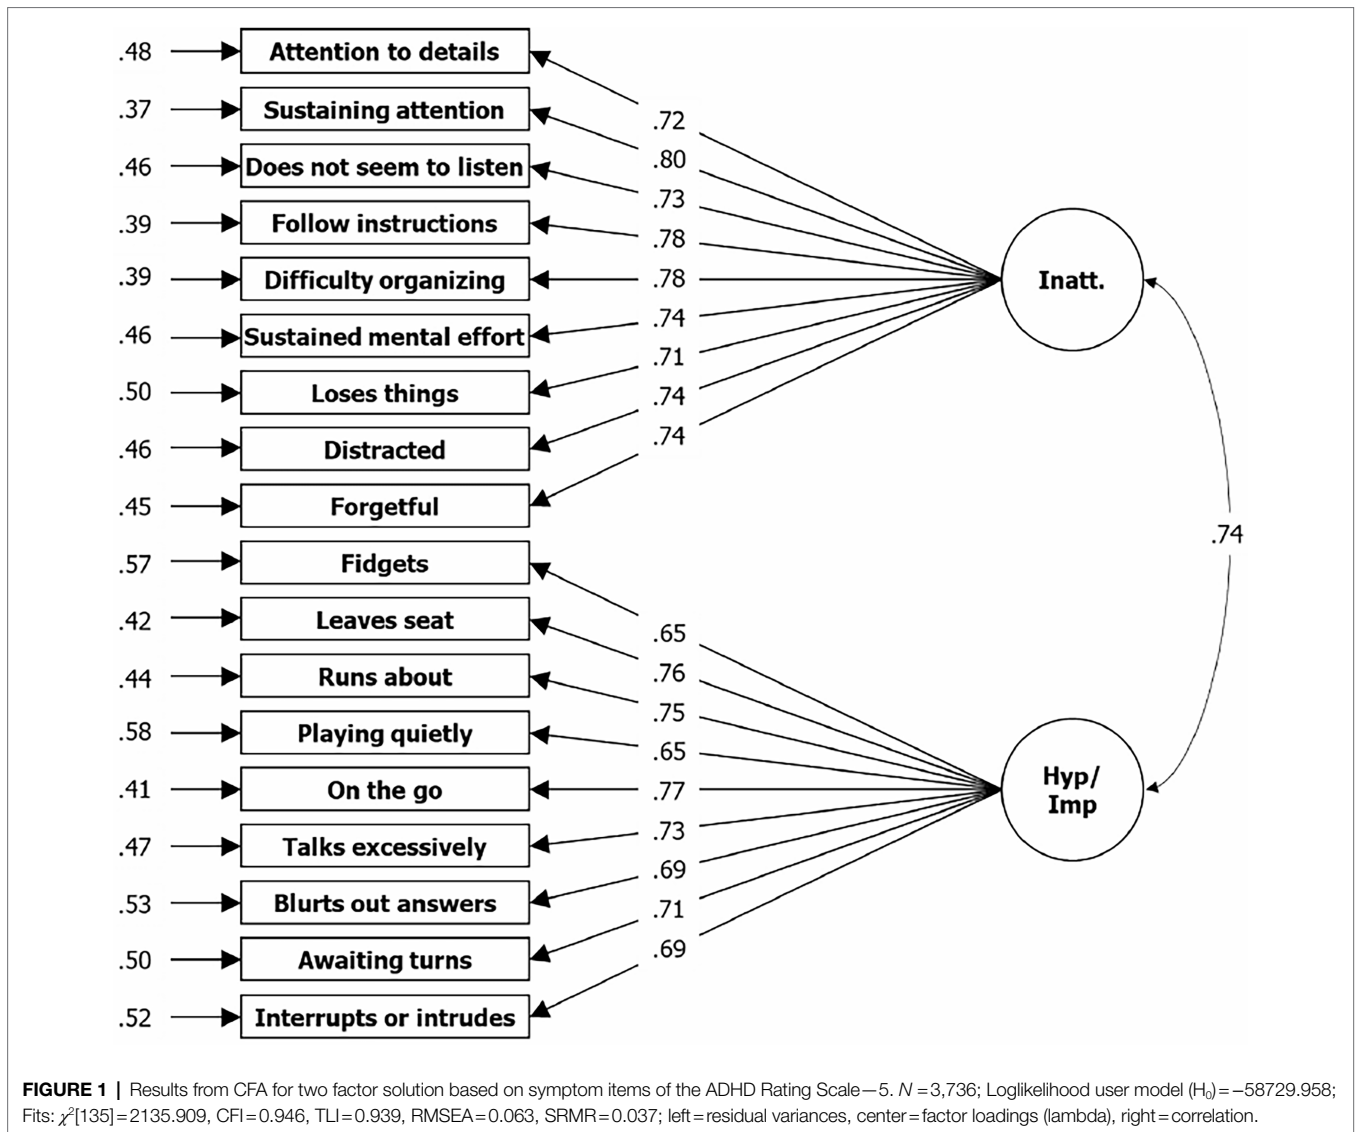 .48 Attention to details
.37 Sustaining attention
.46 Does not seem to listen
.39 Follow instructions
.39 Difficulty organizing
.46 Sustained mental effort
.50 Loses things
.46 Distracted
.45 Forgetful
.72
.80
.73
.78
.78
.74
.71
.74
.74
Inatt.
.74
.57 Fidgets
.42 Leaves seat
.44 Runs about
.58 Playing quietly
.41 On the go
.47 Talks excessively
.53 Blurts out answers
.50 Awaiting turns
.52 Interrupts or intrudes
.65
.76
.75
.65
.77
.73
.69
.71
.69
Hyp/
Imp
FIGURE 1 | Results from CFA for two factor solution based on symptom items of the ADHD Rating Scale—5. N = 3,736; Loglikelihood user model (H₀) = −58729.958;
Fits: χ²[135] = 2135.909, CFI = 0.946, TLI = 0.939, RMSEA = 0.063, SRMR = 0.037; left = residual variances, center = factor loadings (lambda), right = correlation.